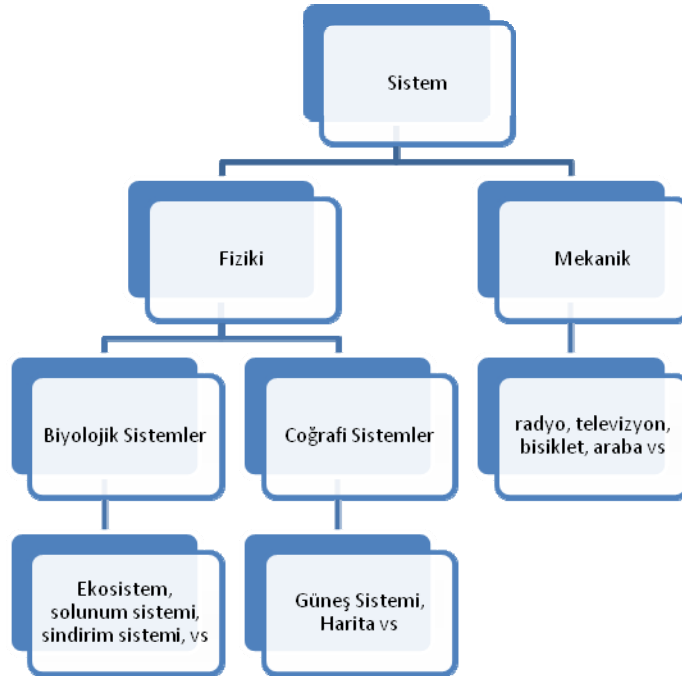 Sistem
Fiziki
Mekanik
Biyolojik Sistemler
Coğrafi Sistemler
radyo, televizyon,
bisiklet, araba vs
Ekosistem,
solunum sistemi,
sindirim sistemi, vs
Güneş Sistemi,
Harita vs